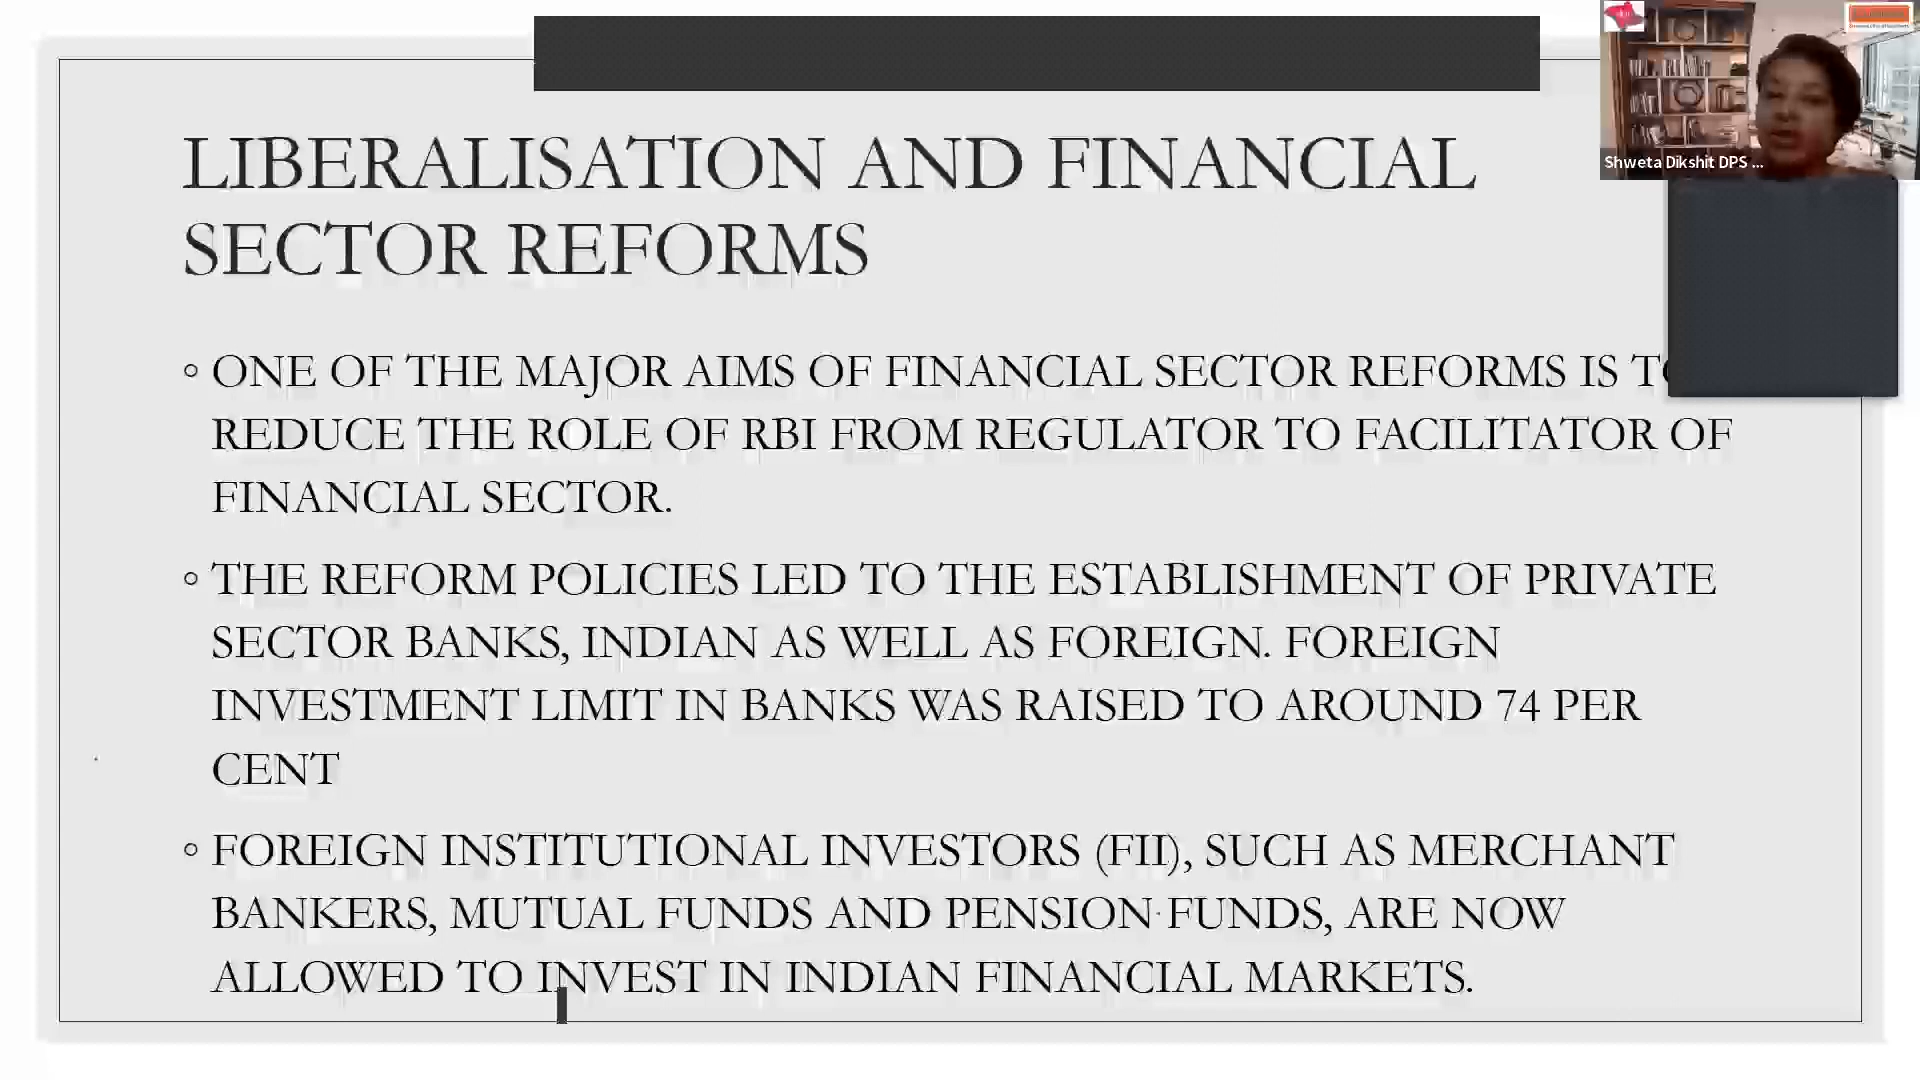 LIBERALISATION AND FINANCIAL
SECTOR REFORMS
◦ ONE OF THE MAJOR AIMS OF FINANCIAL SECTOR REFORMS IS TO
REDUCE THE ROLE OF RBI FROM REGULATOR TO FACILITATOR OF
FINANCIAL SECTOR.
◦ THE REFORM POLICIES LED TO THE ESTABLISHMENT OF PRIVATE
SECTOR BANKS, INDIAN AS WELL AS FOREIGN. FOREIGN
INVESTMENT LIMIT IN BANKS WAS RAISED TO AROUND 74 PER
CENT
◦ FOREIGN INSTITUTIONAL INVESTORS (FII), SUCH AS MERCHANT
BANKERS, MUTUAL FUNDS AND PENSION FUNDS, ARE NOW
ALLOWED TO INVEST IN INDIAN FINANCIAL MARKETS.
Shweta Dikshit DPS ...